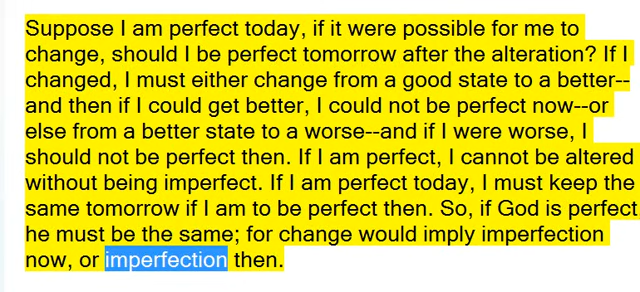 Suppose I am perfect today, if it were possible for me to
change, should I be perfect tomorrow after the alteration? If I
changed, I must either change from a good state to a better--
and then if I could get better, I could not be perfect now--or
else from a better state to a worse--and if I were worse, I
should not be perfect then. If I am perfect, I cannot be altered
without being imperfect. If I am perfect today, I must keep the
same tomorrow if I am to be perfect then. So, if God is perfect
he must be the same; for change would imply imperfection
now, or imperfection then.